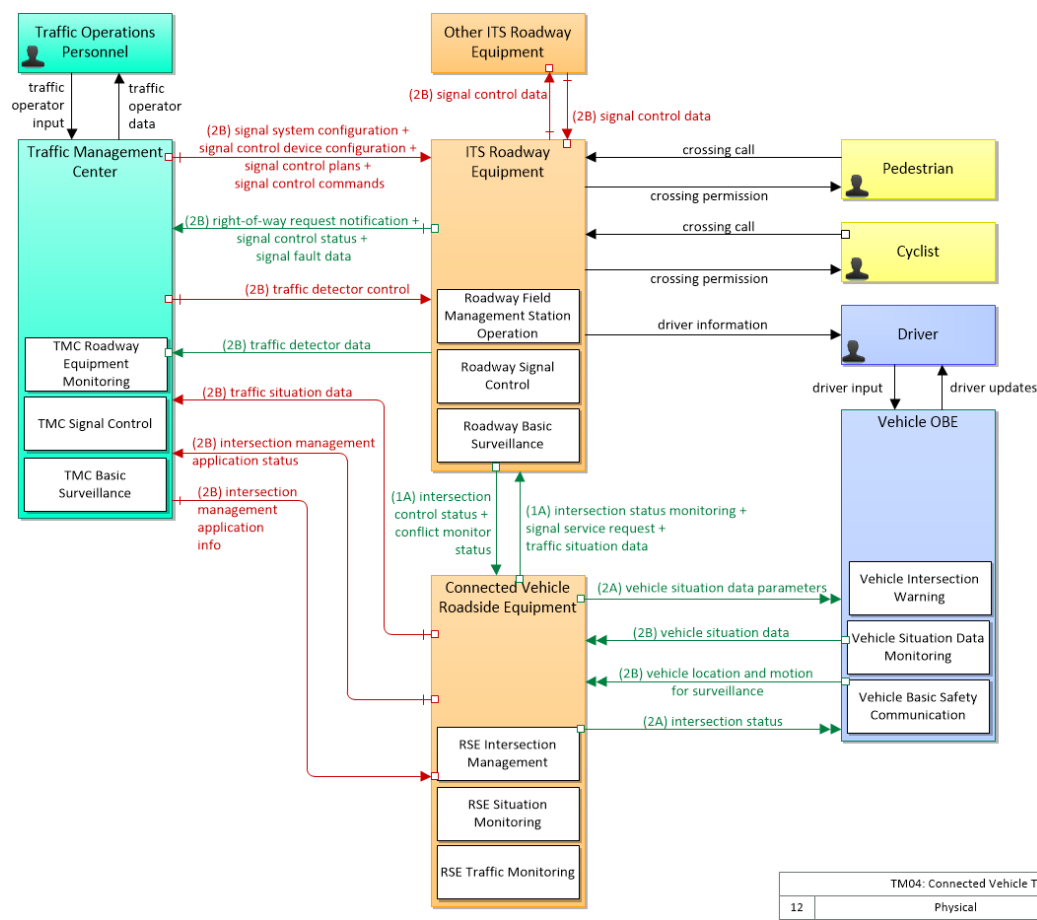 Traffic Operations
Personnel
Other ITS Roadway
Equipment
traffic
operator
input
traffic
operator
data
(2B) signal control data
(2B) signal control data
Traffic Management
Center
(2B) signal system configuration +
signal control device configuration +
signal control plans +
signal control commands
ITS Roadway
Equipment
crossing call
Pedestrian
crossing permission
(2B) right-of-way request notification +
signal control status +
signal fault data
crossing call
Cyclist
crossing permission
(2B) traffic detector control
Roadway Field
Management Station
Operation
driver information
Driver
TMC Roadway
Equipment
Monitoring
(2B) traffic detector data
Roadway Signal
Control
driver input
driver updates
(2B) traffic situation data
TMC Signal Control
Roadway Basic
Surveillance
Vehicle OBE
(2B) intersection management
application status
TMC Basic
Surveillance
(2B) intersection
management
application
info
(1A) intersection
control status +
conflict monitor
status
(1A) intersection status monitoring +
signal service request +
traffic situation data
Connected Vehicle
Roadside Equipment
(2A) vehicle situation data parameters
Vehicle Intersection
Warning
(2B) vehicle situation data
Vehicle Situation Data
Monitoring
(2B) vehicle location and motion
for surveillance
Vehicle Basic Safety
Communication
(2A) intersection status
RSE Intersection
Management
RSE Situation
Monitoring
RSE Traffic Monitoring
TM04: Connected Vehicle T
12
Physical